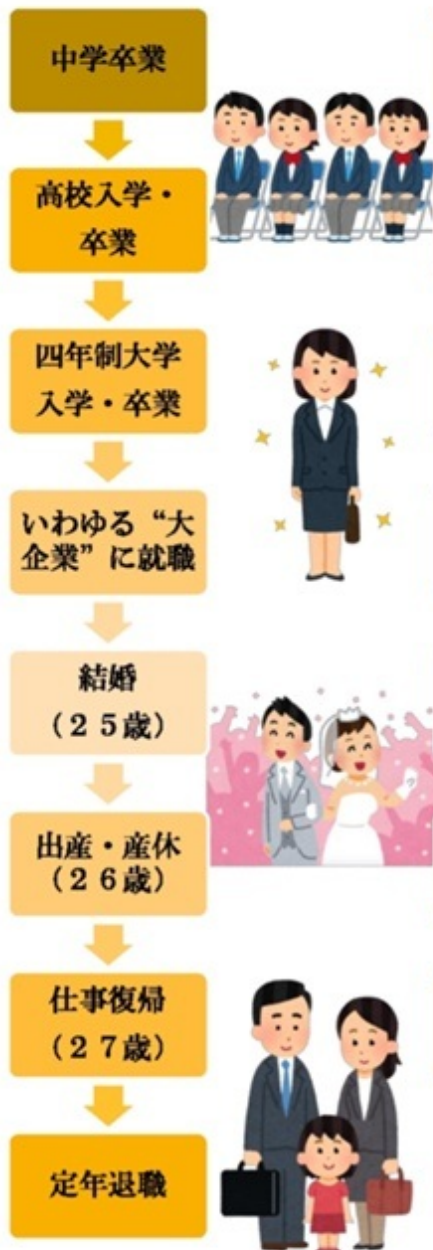 中学卒業
高校入学・
卒業
四年制大学
入学・卒業
いわゆる“大
企業”に就職
結婚
（２５歳）
出産・産休
（２６歳）
仕事復帰
（２７歳）
定年退職